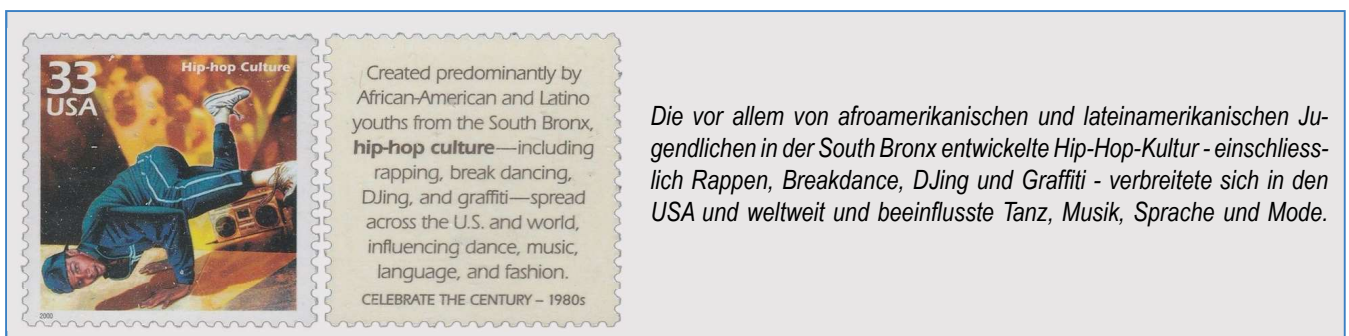 33
USA
Hip-hop Culture
2000
Created predominantly by
African-American and Latino
youths from the South Bronx,
hip-hop culture—including
rapping, break dancing,
DJing, and graffiti—spread
across the U.S. and world,
influencing dance, music,
language, and fashion.
CELEBRATE THE CENTURY – 1980s
Die vor allem von afroamerikanischen und lateinamerikanischen Ju-
gendlichen in der South Bronx entwickelte Hip-Hop-Kultur - einschliess-
lich Rappen, Breakdance, DJing und Graffiti - verbreitete sich in den
USA und weltweit und beeinflusste Tanz, Musik, Sprache und Mode.